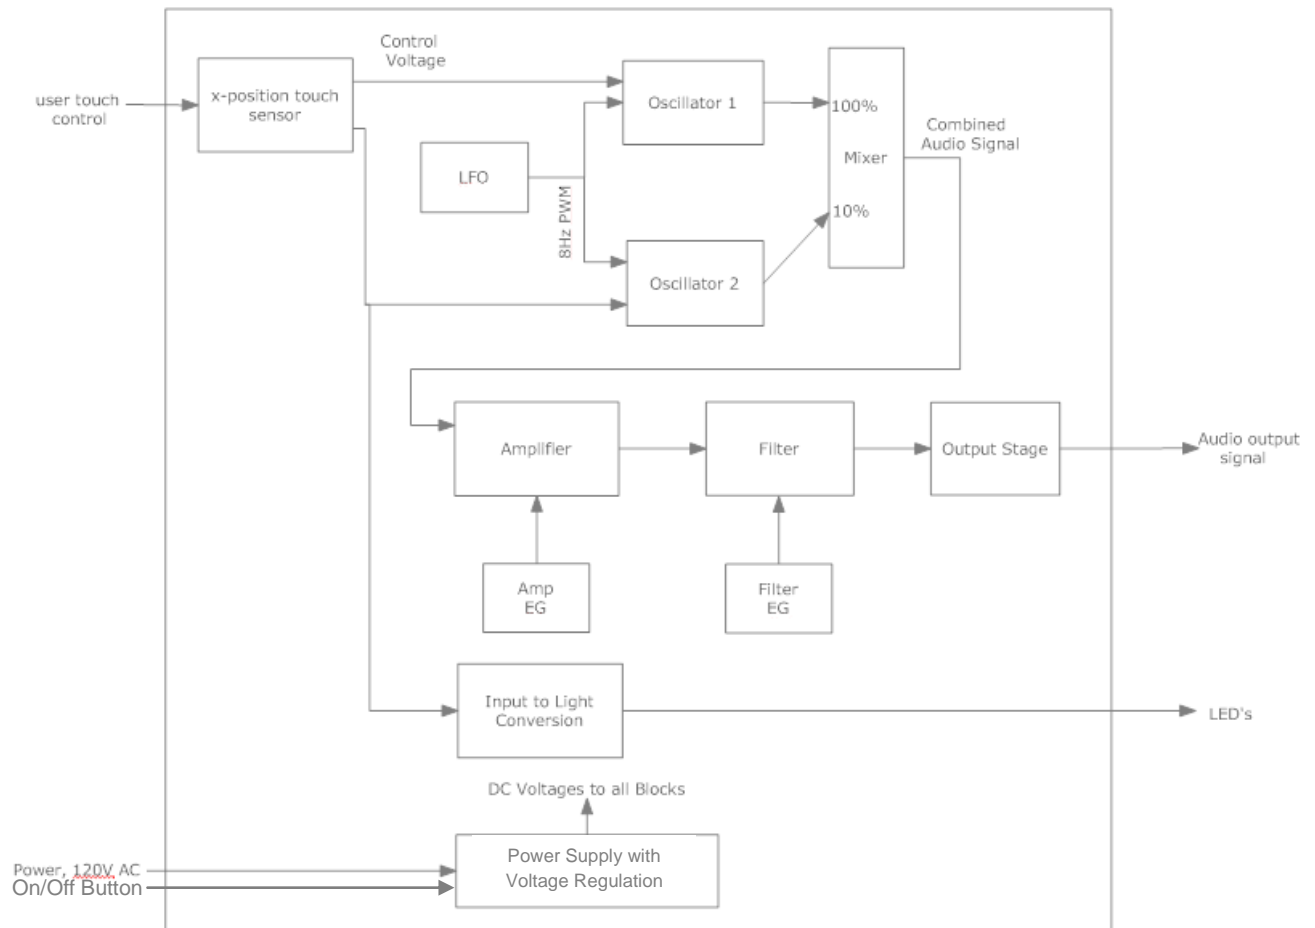 Control
Voltage
user touch
control
x-position touch
sensor
Oscillator 1
100%
Combined
Audio Signal
Mixer
LFO
8Hz PWM
10%
Oscillator 2
Amplifier
Filter
Output Stage
Audio output
signal
Amp
EG
Filter
EG
Input to Light
Conversion
LED's
DC Voltages to all Blocks
Power Supply with
Voltage Regulation
Power, 120V AC
On/Off Button